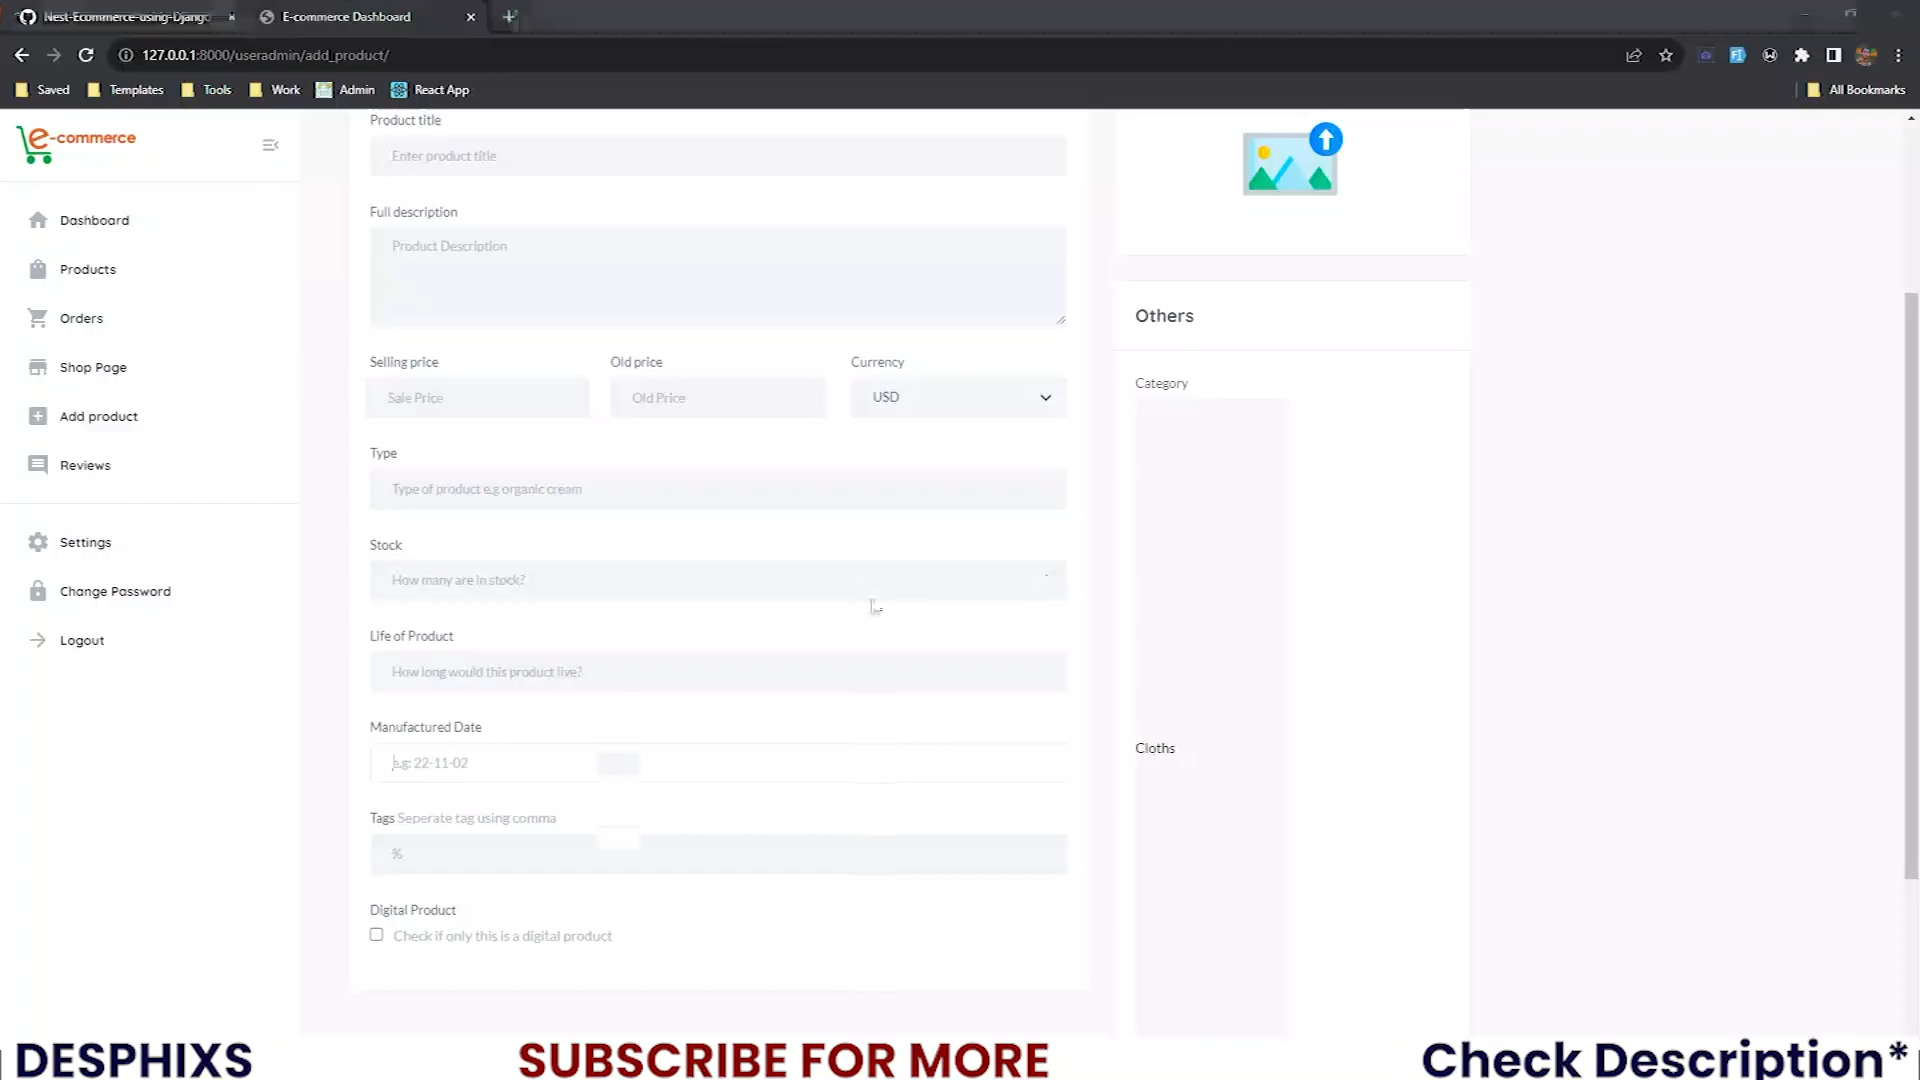 Nest-Ecommerce-using-Django
E-commerce Dashboard
127.0.0.1:8000/useradmin/add_product/
Saved
Templates
Tools
Work
Admin
React App
All Bookmarks
e-commerce
Dashboard
Products
Orders
Shop Page
Add product
Reviews
Settings
Change Password
Logout
Product title
Enter product title
Full description
Product Description
Selling price
Old price
Currency
Sale Price
Old Price
USD
Type
Type of product e.g organic cream
Stock
How many are in stock?
Life of Product
How long would this product live?
Manufactured Date
e.g: 22-11-02
Tags Seperate tag using comma
%
Digital Product
Check if only this is a digital product
Others
Category
Cloths
DESPHIXS
SUBSCRIBE FOR MORE
Check Description*